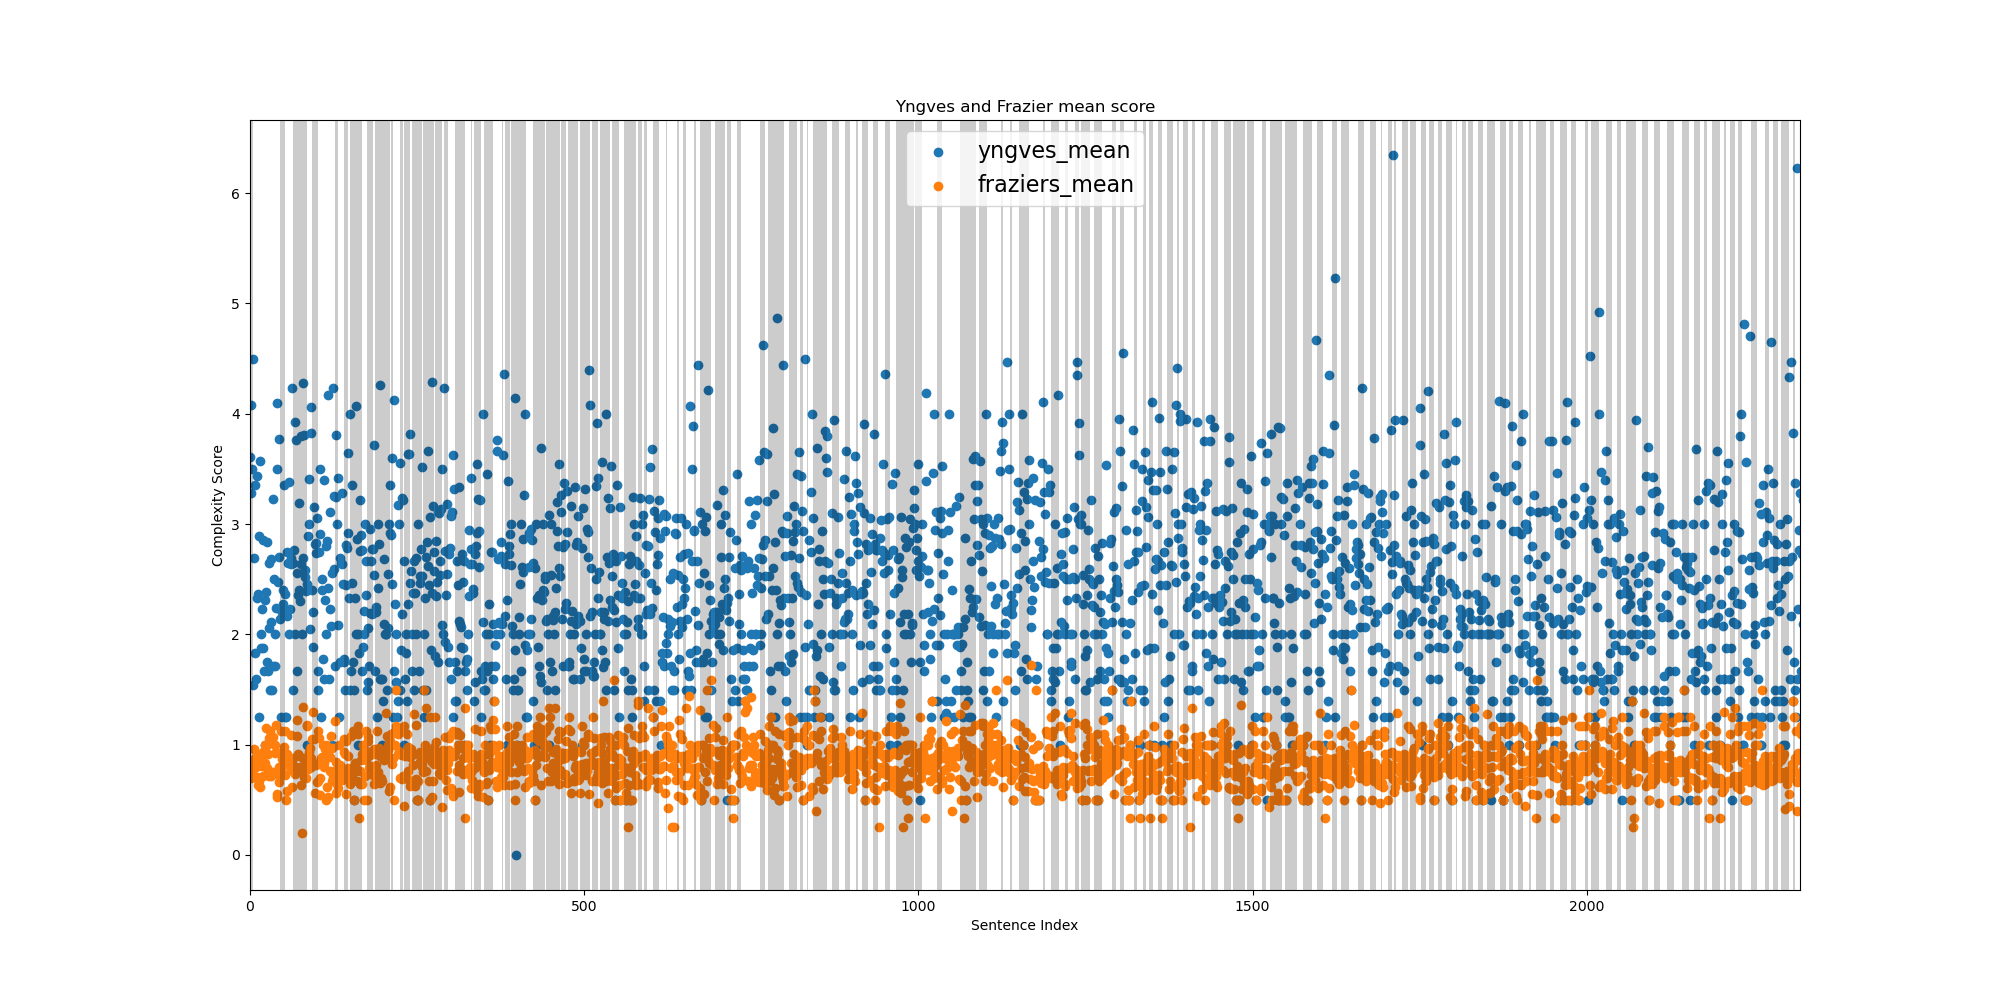 Yngves and Frazier mean score
yngves_mean
fraziers_mean
Complexity Score
6
5
4
3
2
1
0
0 500 1000 1500 2000
Sentence Index